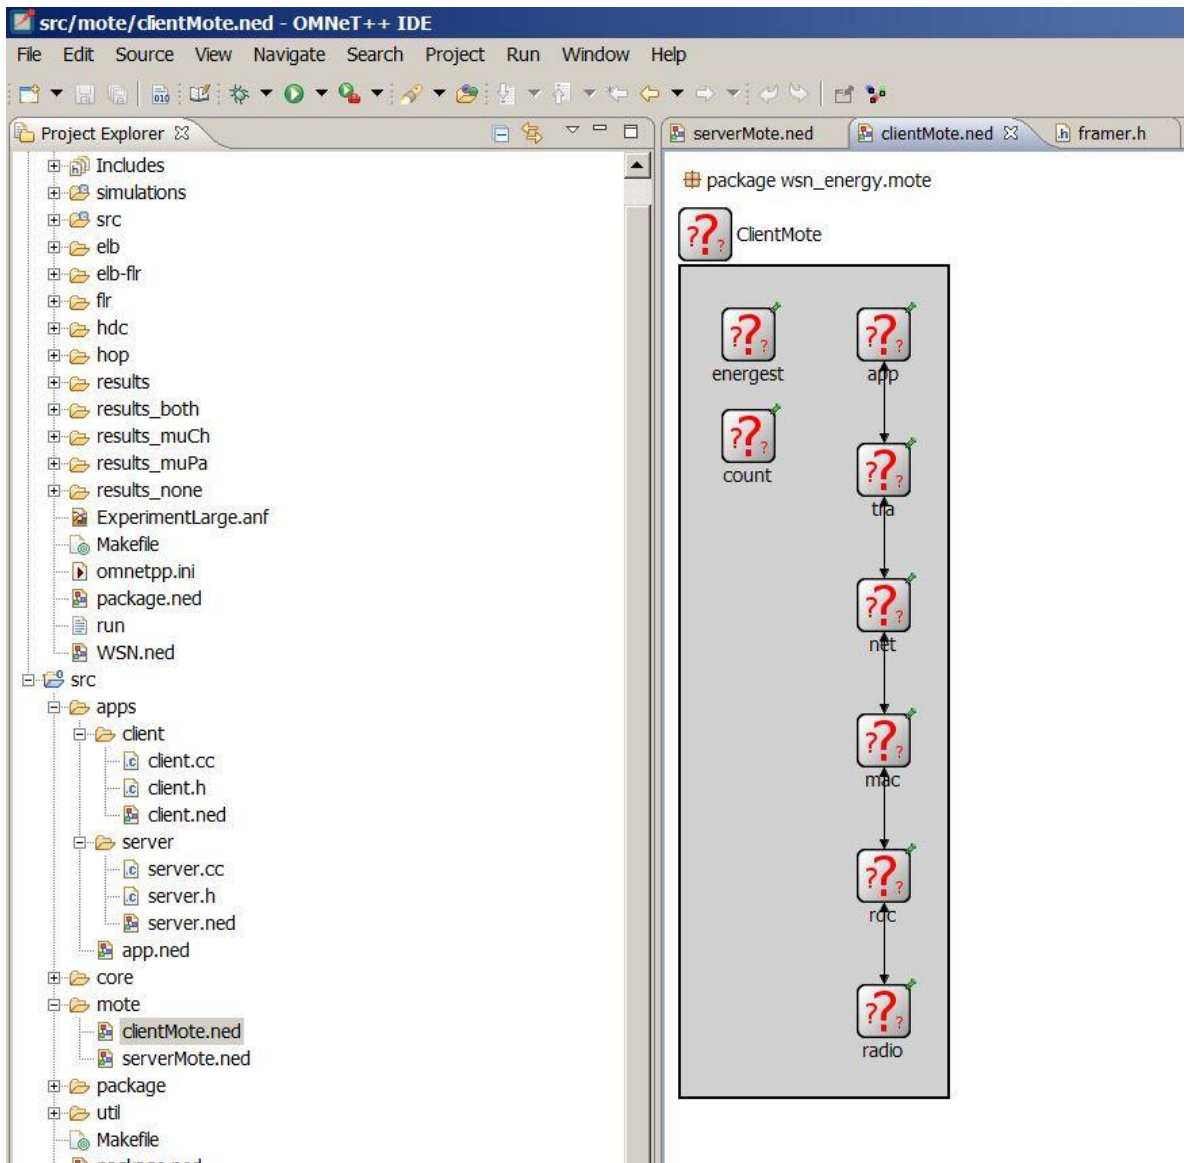 src/mote/clientMote.ned - OMNeT++ IDE
File Edit Source View Navigate Search Project Run Window Help
Project Explorer
serverMote.ned clientMote.ned .h framer.h
Includes
simulations
src
elb
elb-flr
flr
hdc
hop
results
results_both
results_muCh
results_muPa
results_none
ExperimentLarge.anf
Makefile
omnetpp.ini
package.ned
run
WSN.ned
src
apps
client
client.cc
client.h
client.ned
server
server.cc
server.h
server.ned
app.ned
core
mote
clientMote.ned
serverMote.ned
package
util
Makefile
package wsn_energy.mote
ClientMote
energest
app
count
tra
net
mac
rdc
radio